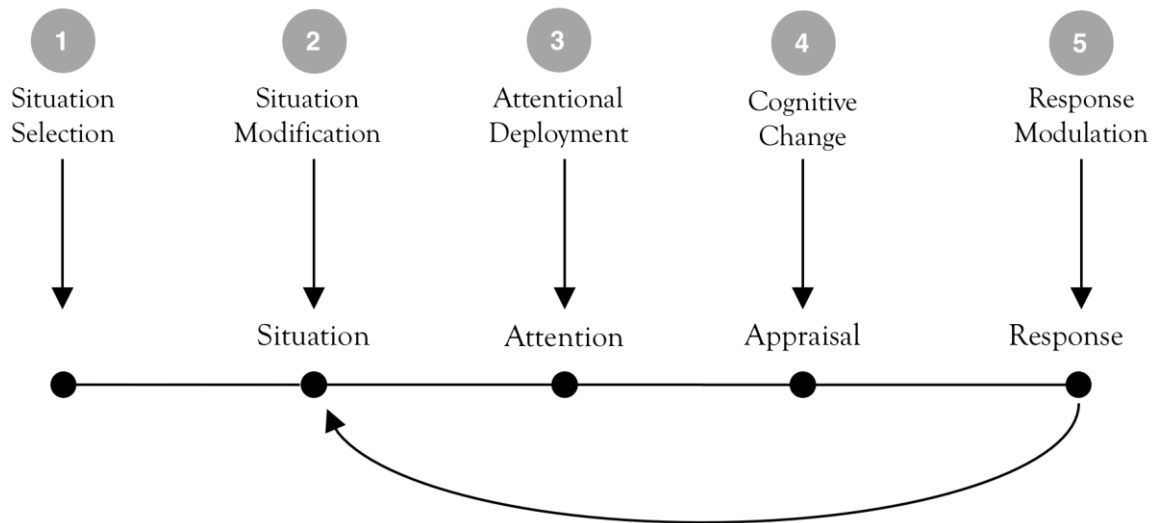 1
2
3
4
5
Situation
Selection
Situation
Modification
Attentional
Deployment
Cognitive
Change
Response
Modulation
Situation
Attention
Appraisal
Response